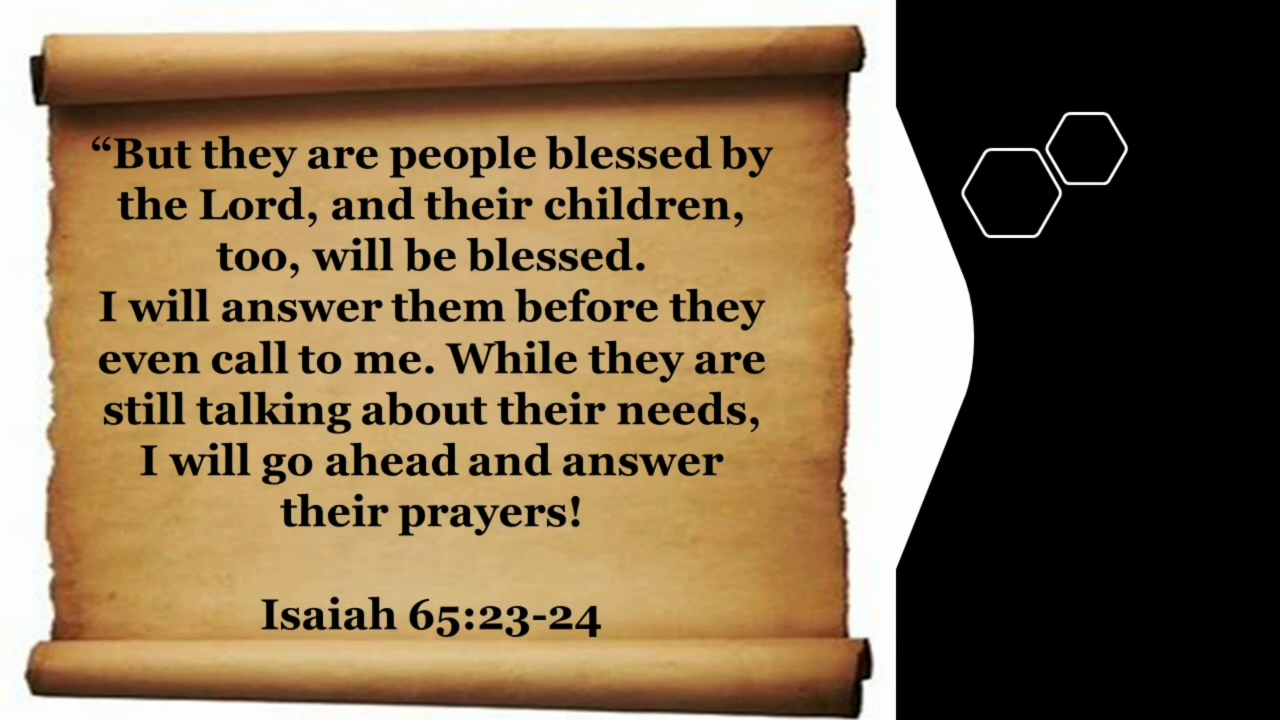 “But they are people blessed by
the Lord, and their children,
too, will be blessed.
I will answer them before they
even call to me. While they are
still talking about their needs,
I will go ahead and answer
their prayers!
Isaiah 65:23-24